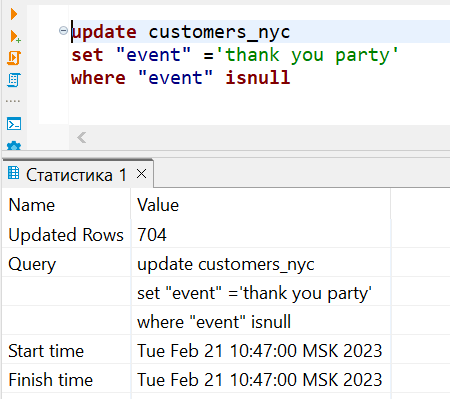 update customers_nyc
set "event" ='thank you party'
where "event" isnull
Статистика 1
Name Value
Updated Rows 704
Query update customers_nyc
set "event" ='thank you party'
where "event" isnull
Start time Tue Feb 21 10:47:00 MSK 2023
Finish time Tue Feb 21 10:47:00 MSK 2023